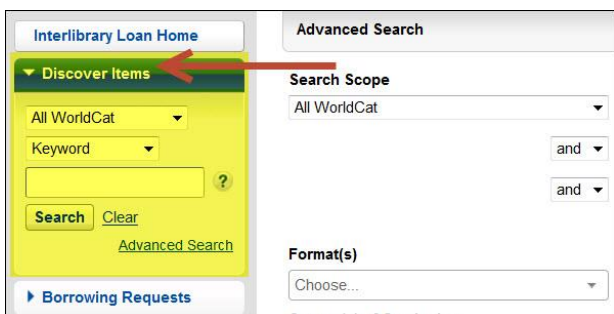 Interlibrary Loan Home
Discover Items
All WorldCat
Keyword
?
Search Clear
Advanced Search
Borrowing Requests
Advanced Search
Search Scope
All WorldCat
and
and
Format(s)
Choose...